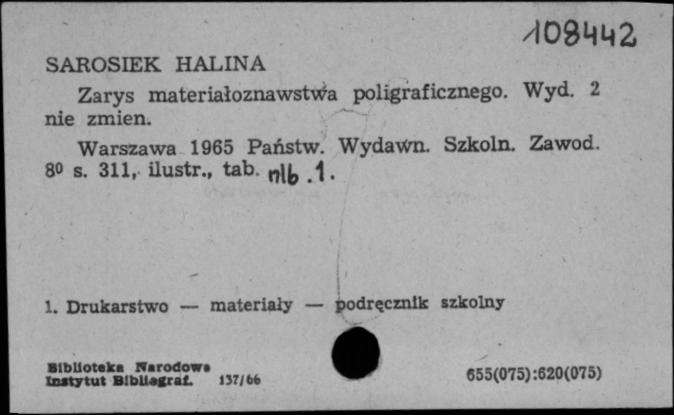 108442
SAROSIEK HALINA
Zarys materiałoznawstwa poligraficznego. Wyd. 2
nie zmien.
Warszawa 1965 Państw. Wydawn. Szkoln. Zawod.
8⁰ s. 311, ilustr., tab. nlb. 1.
1. Drukarstwo — materiały — podręcznik szkolny
Biblioteka Narodowa
Instytut Bibliograf. 137/66
655(075):620(075)